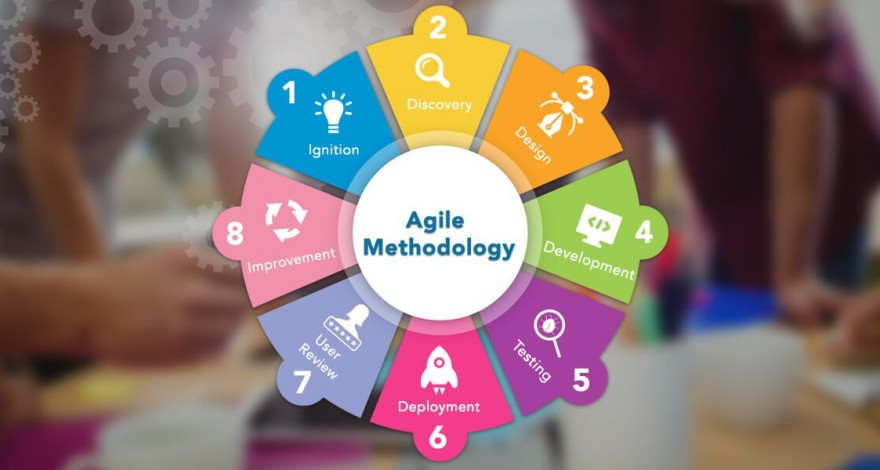 Agile
Methodology
1
Ignition
2
Discovery
3
Design
4
</>
Development
5
Testing
6
Deployment
7
User
Review
8
Improvement